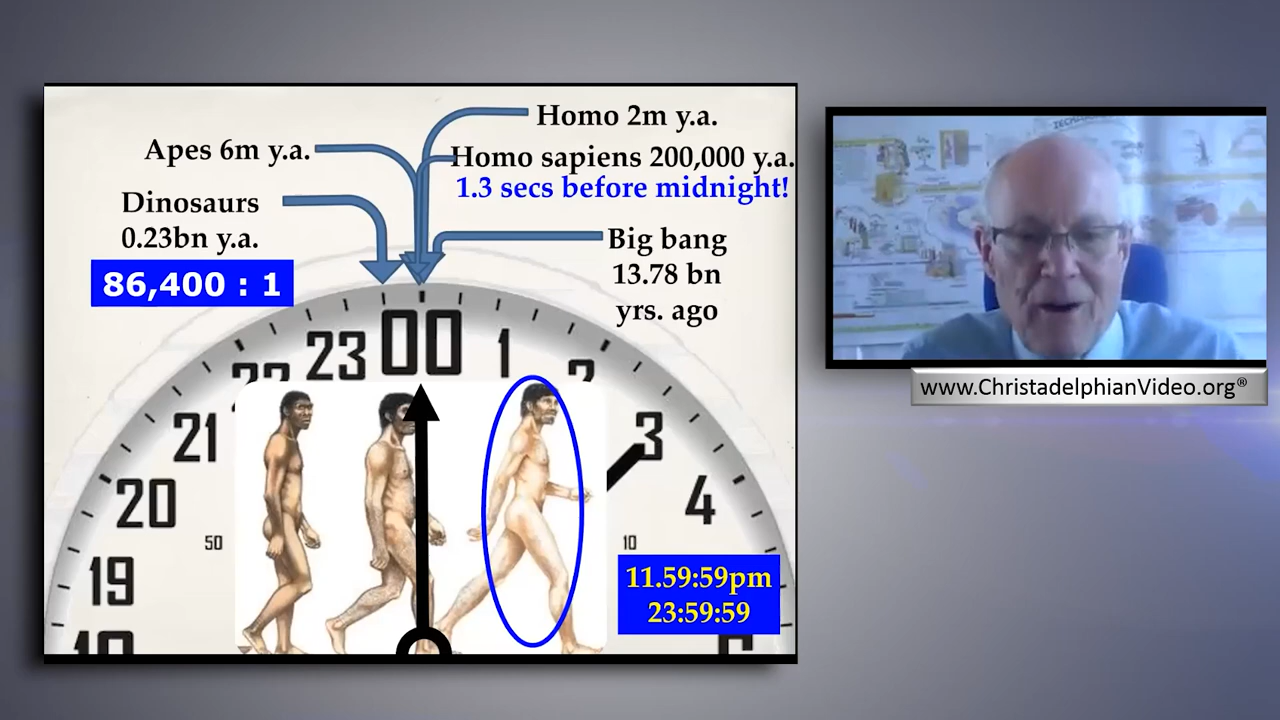 Homo 2m y.a.
Apes 6m y.a.
Homo sapiens 200,000 y.a.
1.3 secs before midnight!
Dinosaurs
0.23bn y.a.
86,400 : 1
Big bang
13.78 bn
yrs. ago
00
23
1
22
2
21
3
20
4
50
10
19
11.59:59pm
23:59:59
www.ChristadelphianVideo.org®